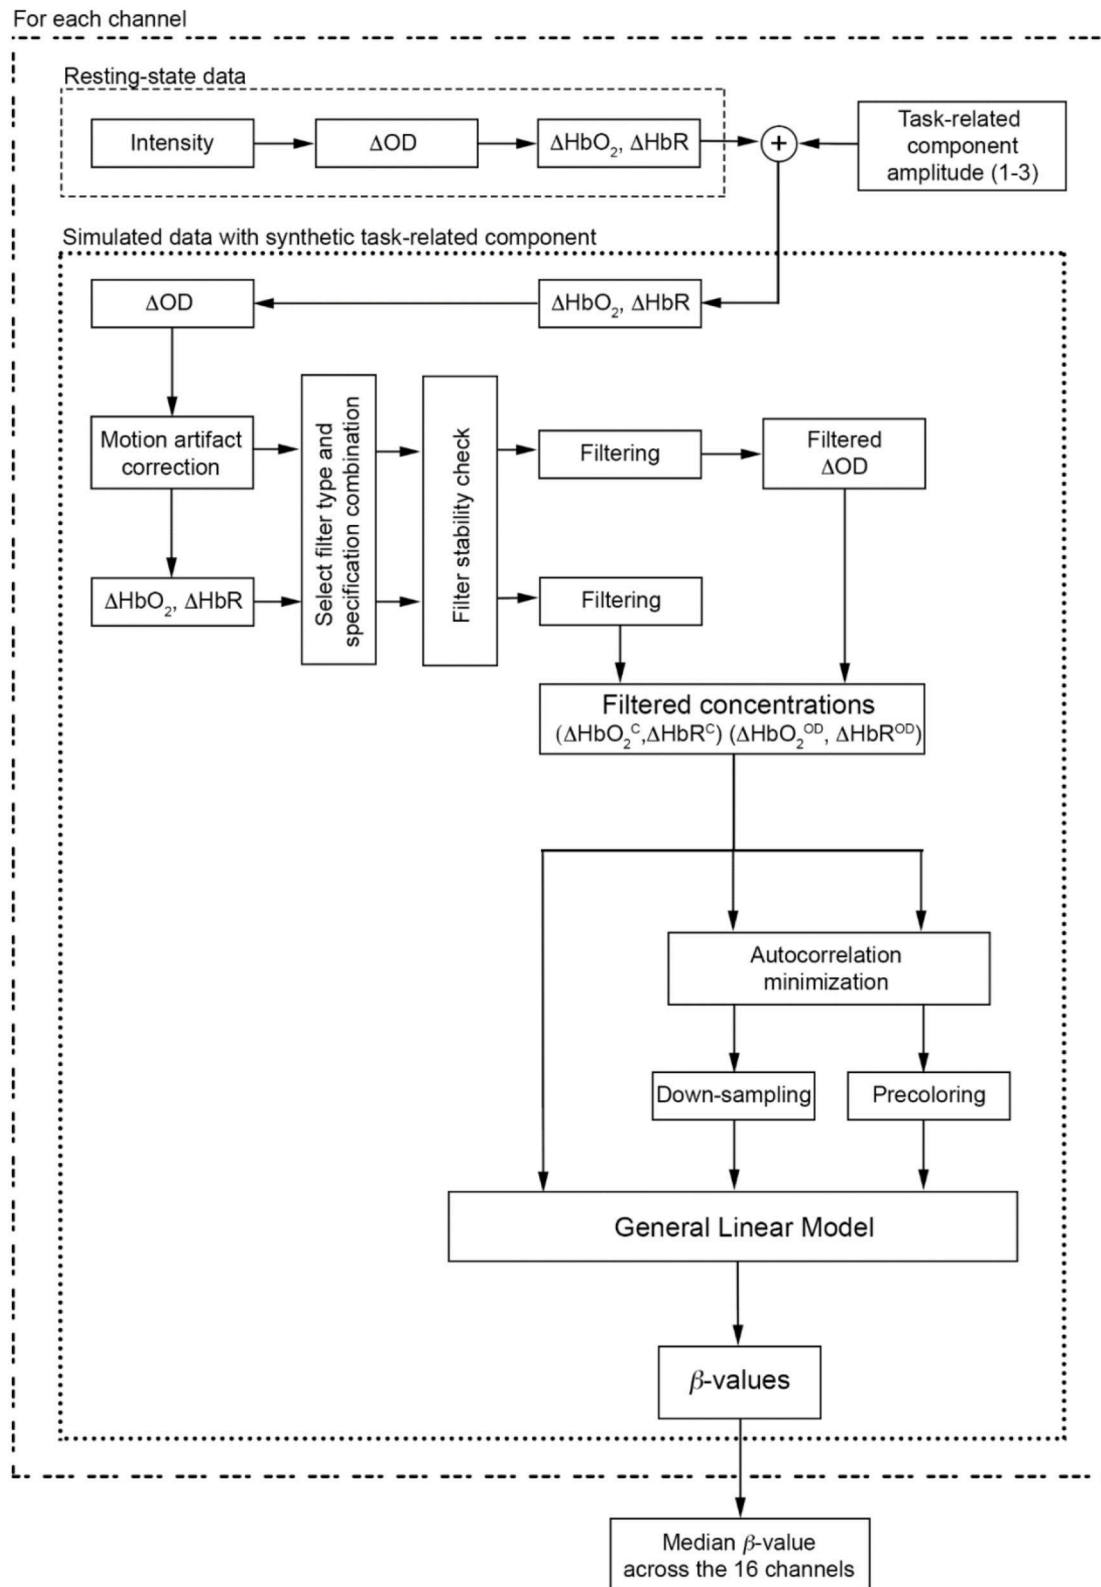 For each channel
Resting-state data
Intensity
ΔOD
ΔHbO₂, ΔHbR
+
Task-related
component
amplitude (1-3)
Simulated data with synthetic task-related component
ΔOD
ΔHbO₂, ΔHbR
Motion artifact
correction
Select filter type and
specification combination
Filter stability check
Filtering
Filtered
ΔOD
ΔHbO₂, ΔHbR
Filtering
Filtered concentrations
(ΔHbO₂ᶜ,ΔHbRᶜ) (ΔHbO₂ᴼᴰ, ΔHbRᴼᴰ)
Autocorrelation
minimization
Down-sampling
Precoloring
General Linear Model
β-values
Median β-value
across the 16 channels